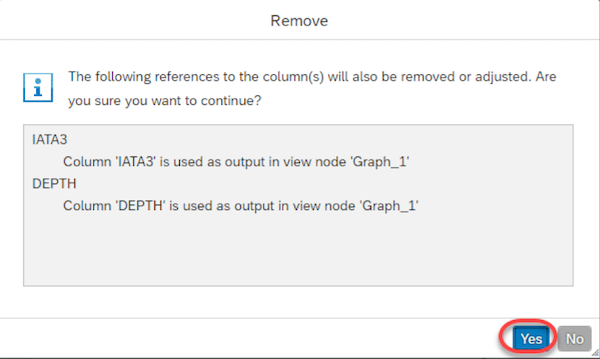 Remove
The following references to the column(s) will also be removed or adjusted. Are
you sure you want to continue?
IATA3
Column 'IATA3' is used as output in view node 'Graph_1'
DEPTH
Column 'DEPTH' is used as output in view node 'Graph_1'
Yes No